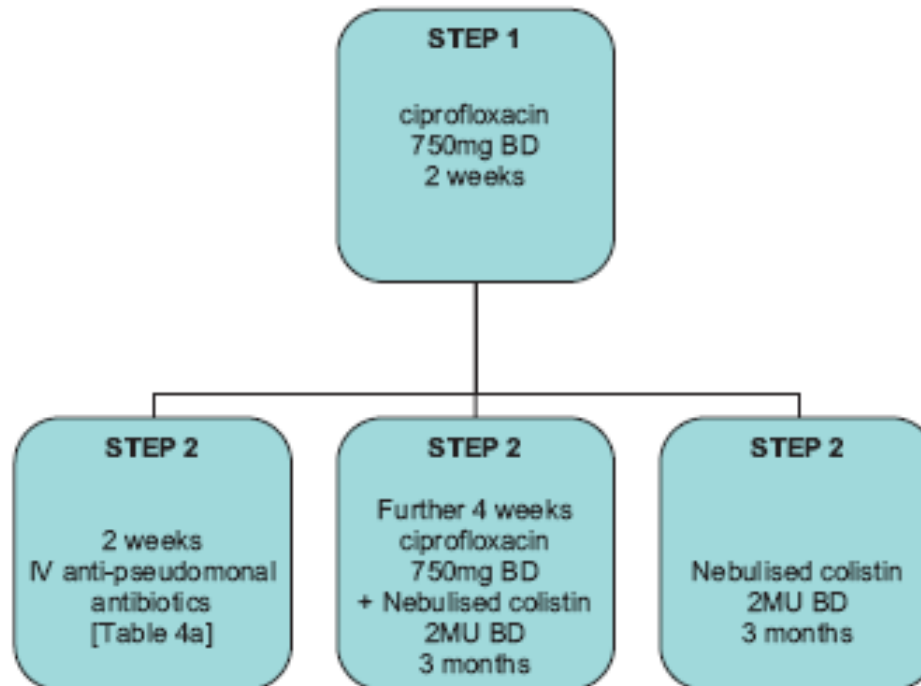 STEP 1
ciprofloxacin
750mg BD
2 weeks
STEP 2
2 weeks
IV anti-pseudomonal
antibiotics
[Table 4a]
STEP 2
Further 4 weeks
ciprofloxacin
750mg BD
+ Nebulised colistin
2MU BD
3 months
STEP 2
Nebulised colistin
2MU BD
3 months